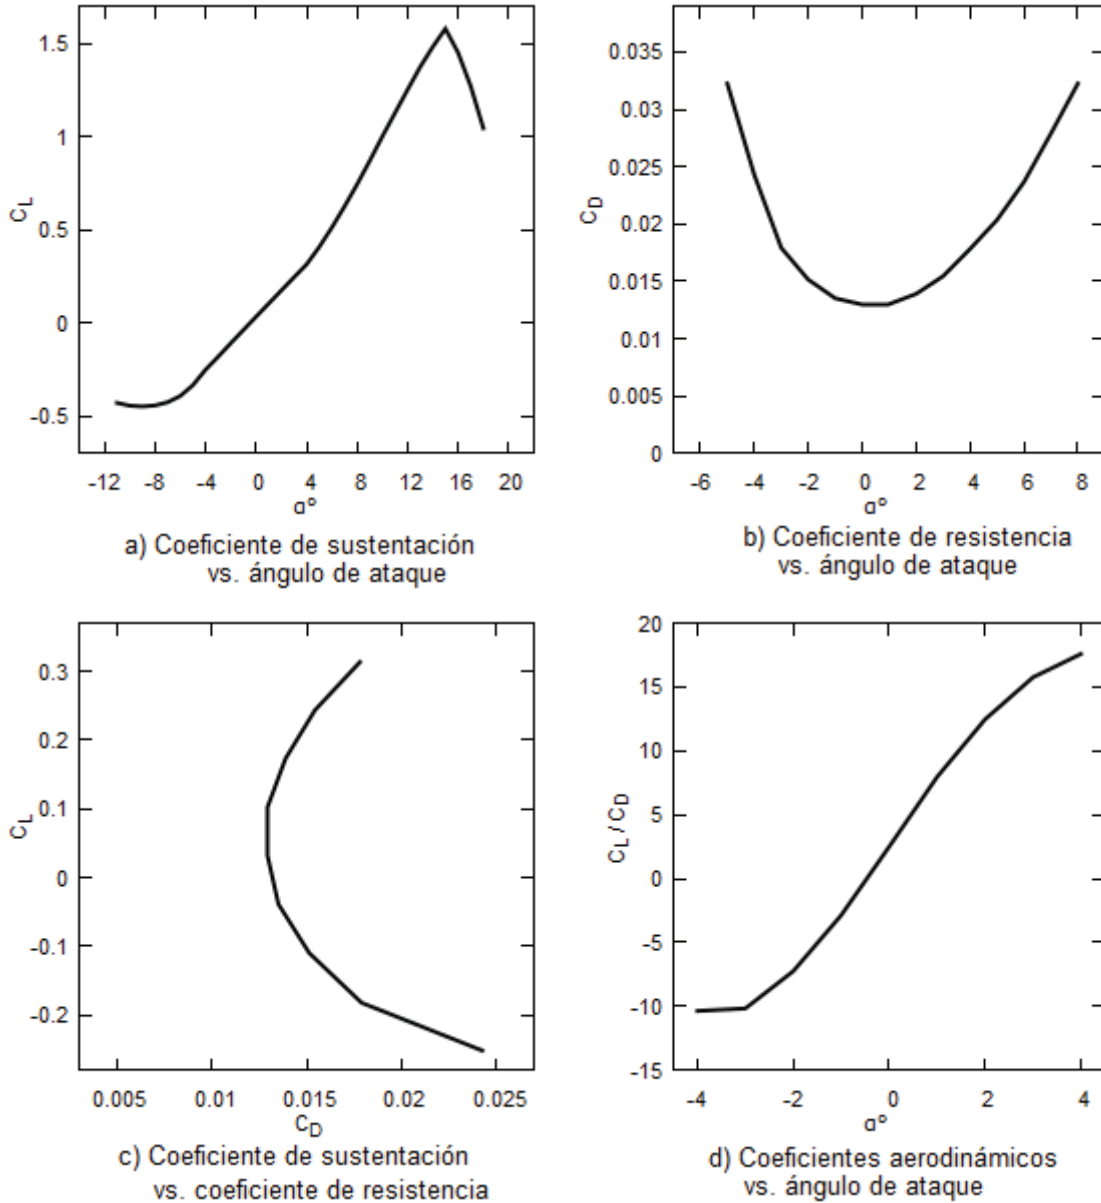 1.5
1
0.5
0
-0.5
C_L
-12 -8 -4 0 4 8 12 16 20
α°
a) Coeficiente de sustentación
vs. ángulo de ataque
0.035
0.03
0.025
0.02
0.015
0.01
0.005
0
C_D
-6 -4 -2 0 2 4 6 8
α°
b) Coeficiente de resistencia
vs. ángulo de ataque
0.3
0.2
0.1
0
-0.1
-0.2
C_L
0.005 0.01 0.015 0.02 0.025
C_D
c) Coeficiente de sustentación
vs. coeficiente de resistencia
20
15
10
5
0
-5
-10
-15
C_L / C_D
-4 -2 0 2 4
α°
d) Coeficientes aerodinámicos
vs. ángulo de ataque